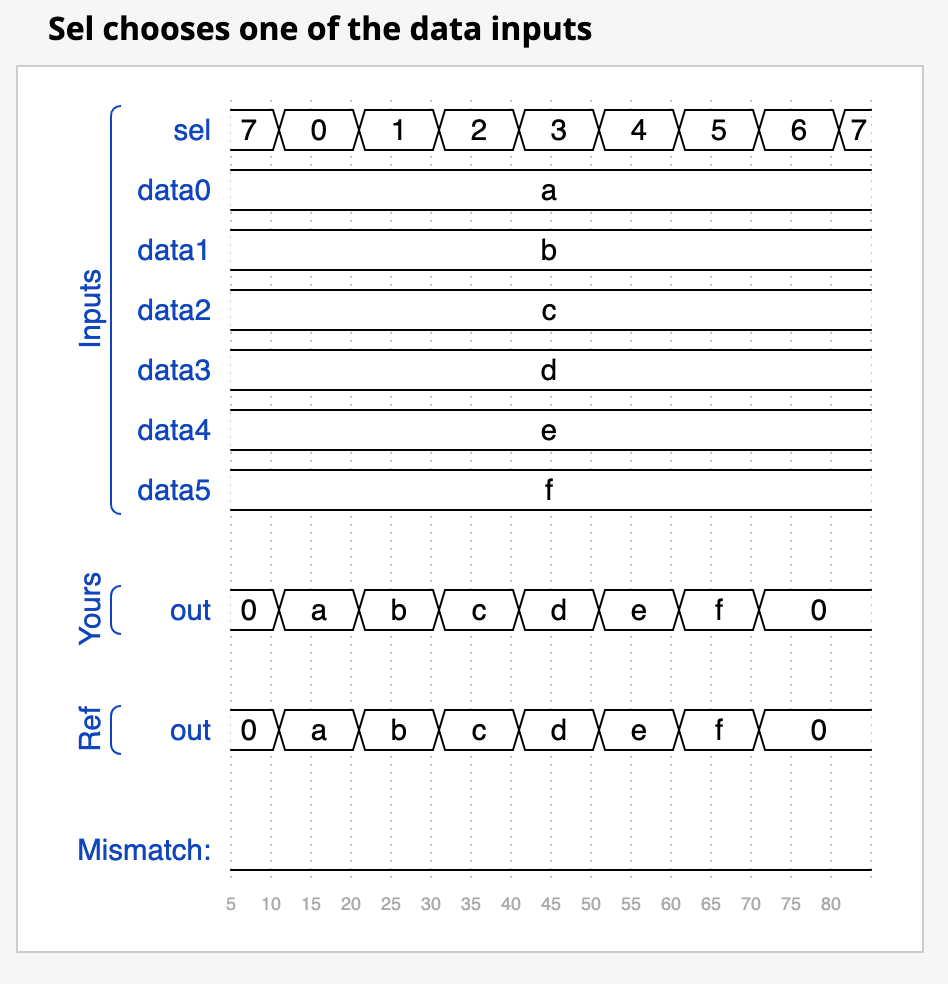 Sel chooses one of the data inputs
Inputs
sel 7 0 1 2 3 4 5 6 7
data0 a
data1 b
data2 c
data3 d
data4 e
data5 f
Yours
out 0 a b c d e f 0
Ref
out 0 a b c d e f 0
Mismatch:
5 10 15 20 25 30 35 40 45 50 55 60 65 70 75 80